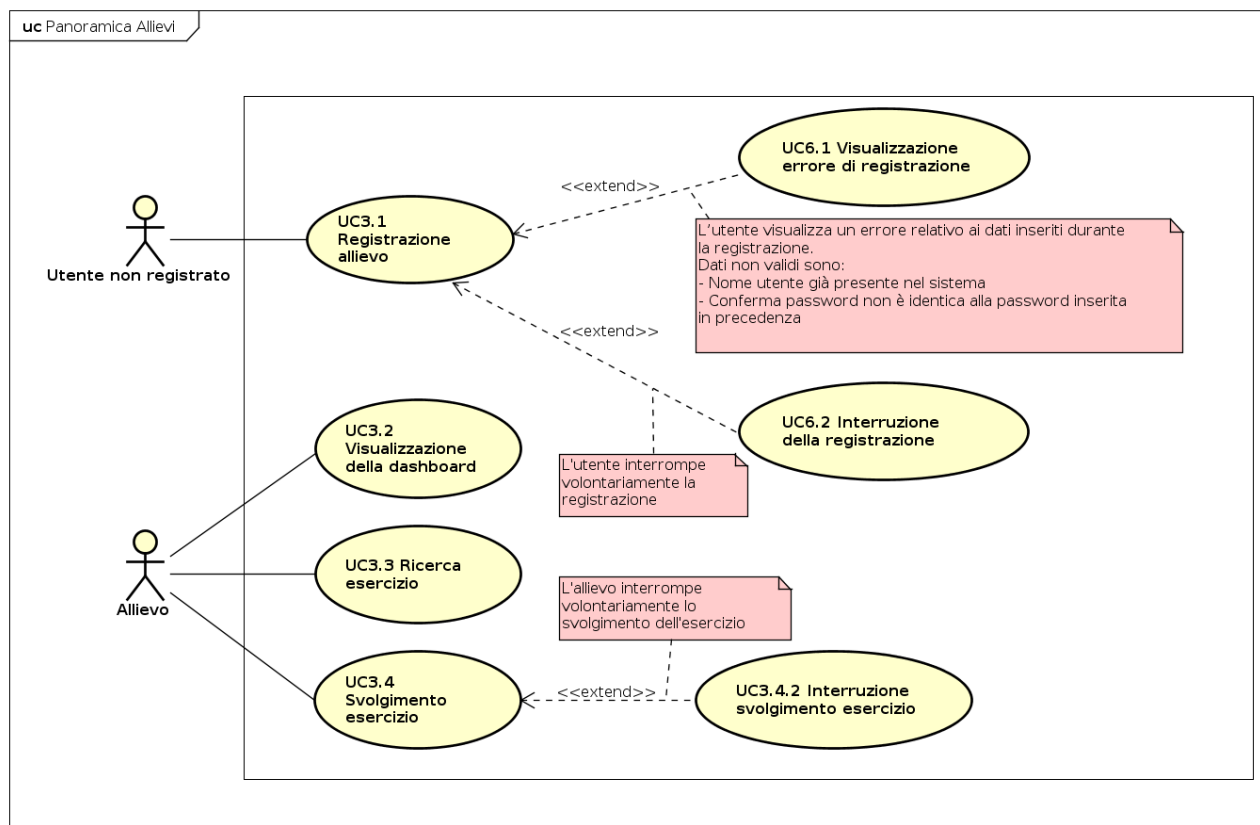 uc Panoramica Allievi
UC6.1 Visualizzazione
errore di registrazione
<<extend>>
UC3.1
Registrazione
allievo
Utente non registrato
L'utente visualizza un errore relativo ai dati inseriti durante
la registrazione.
Dati non validi sono:
- Nome utente già presente nel sistema
- Conferma password non è identica alla password inserita
in precedenza
<<extend>>
UC6.2 Interruzione
della registrazione
UC3.2
Visualizzazione
della dashboard
L'utente interrompe
volontariamente la
registrazione
Allievo
UC3.3 Ricerca
esercizio
L'allievo interrompe
volontariamente lo
svolgimento dell'esercizio
UC3.4
Svolgimento
esercizio
<<extend>>
UC3.4.2 Interruzione
svolgimento esercizio